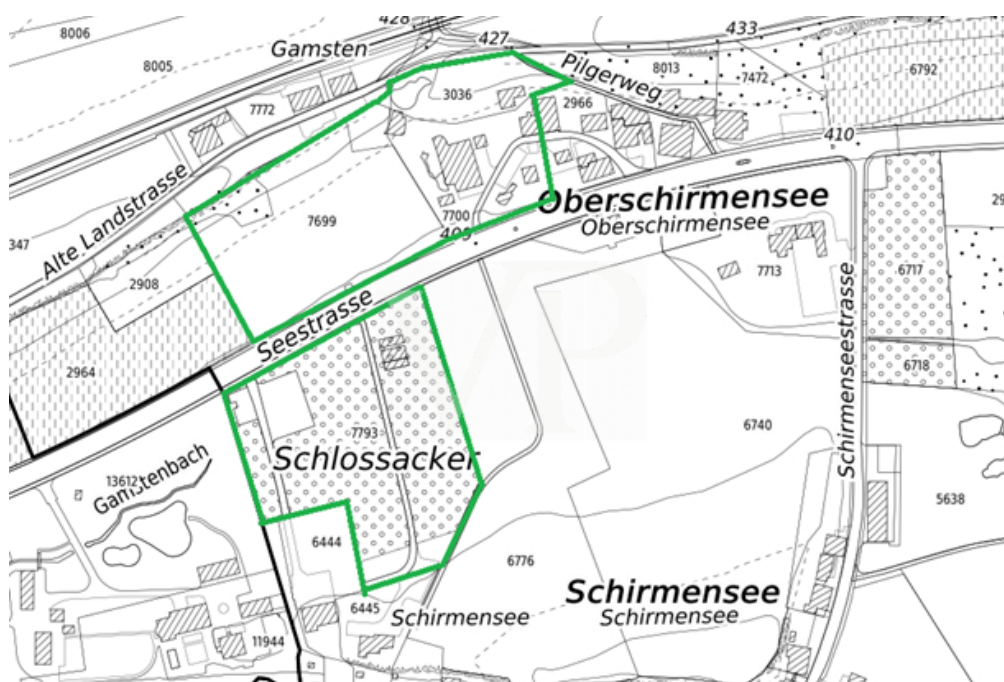 428
8006
433
427
Gamsten
8005
Pilgerweg
8013
7472
6792
3036
2966
7772
410
Alte Landstrasse
Oberschirmensee
Oberschirmensee
7699
7700
409
347
2908
7713
6717
Seestrasse
Schirmenseestrasse
2964
6718
7793
6740
Schlossacker
Gamstenbach
13612
5638
6444
6776
Schirmensee
Schirmensee
6445
Schirmensee
11944